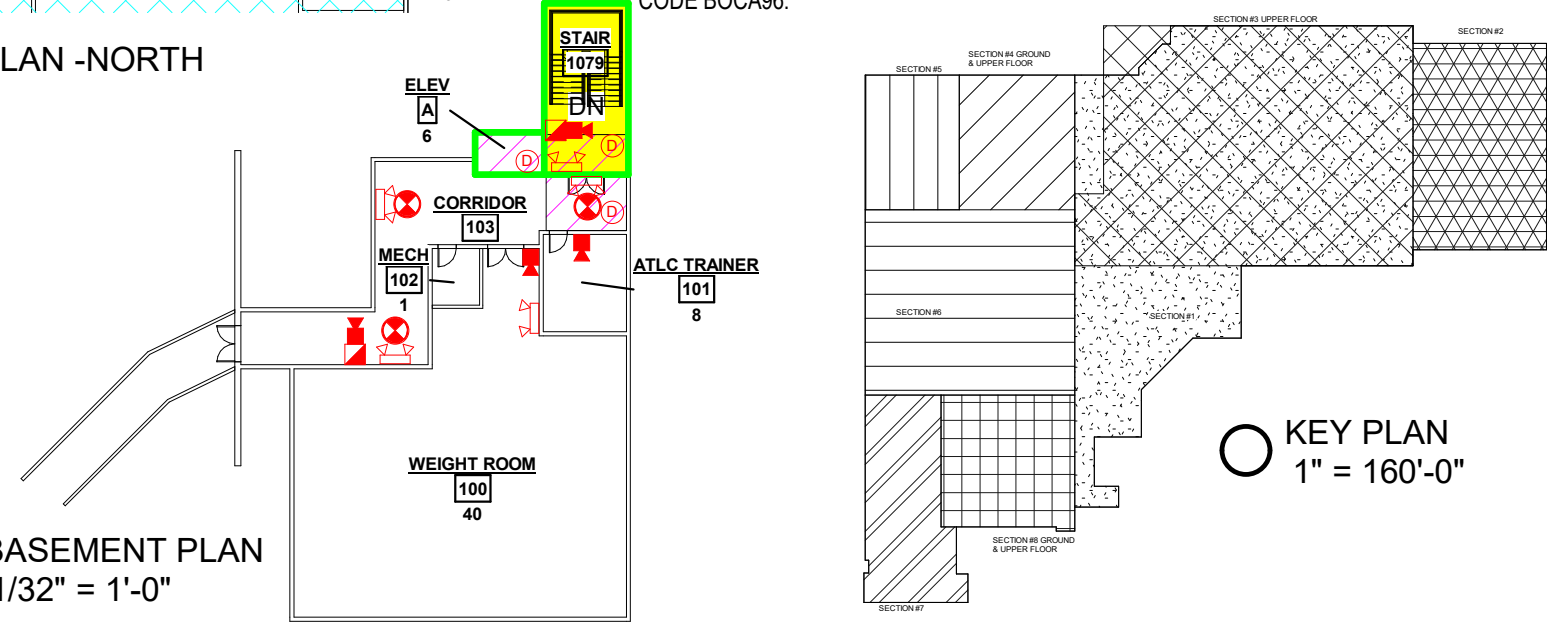 CODE BOCA96.
LAN -NORTH
STAIR
1079
DN
ELEV
A
6
D
D
D
CORRIDOR
103
MECH
102
1
ATLC TRAINER
101
8
WEIGHT ROOM
100
40
BASEMENT PLAN
1/32" = 1'-0"
SECTION #3 UPPER FLOOR
SECTION #2
SECTION #4 GROUND
& UPPER FLOOR
SECTION #5
SECTION #6
SECTION #1
KEY PLAN
1" = 160'-0"
SECTION #8 GROUND
& UPPER FLOOR
SECTION #7